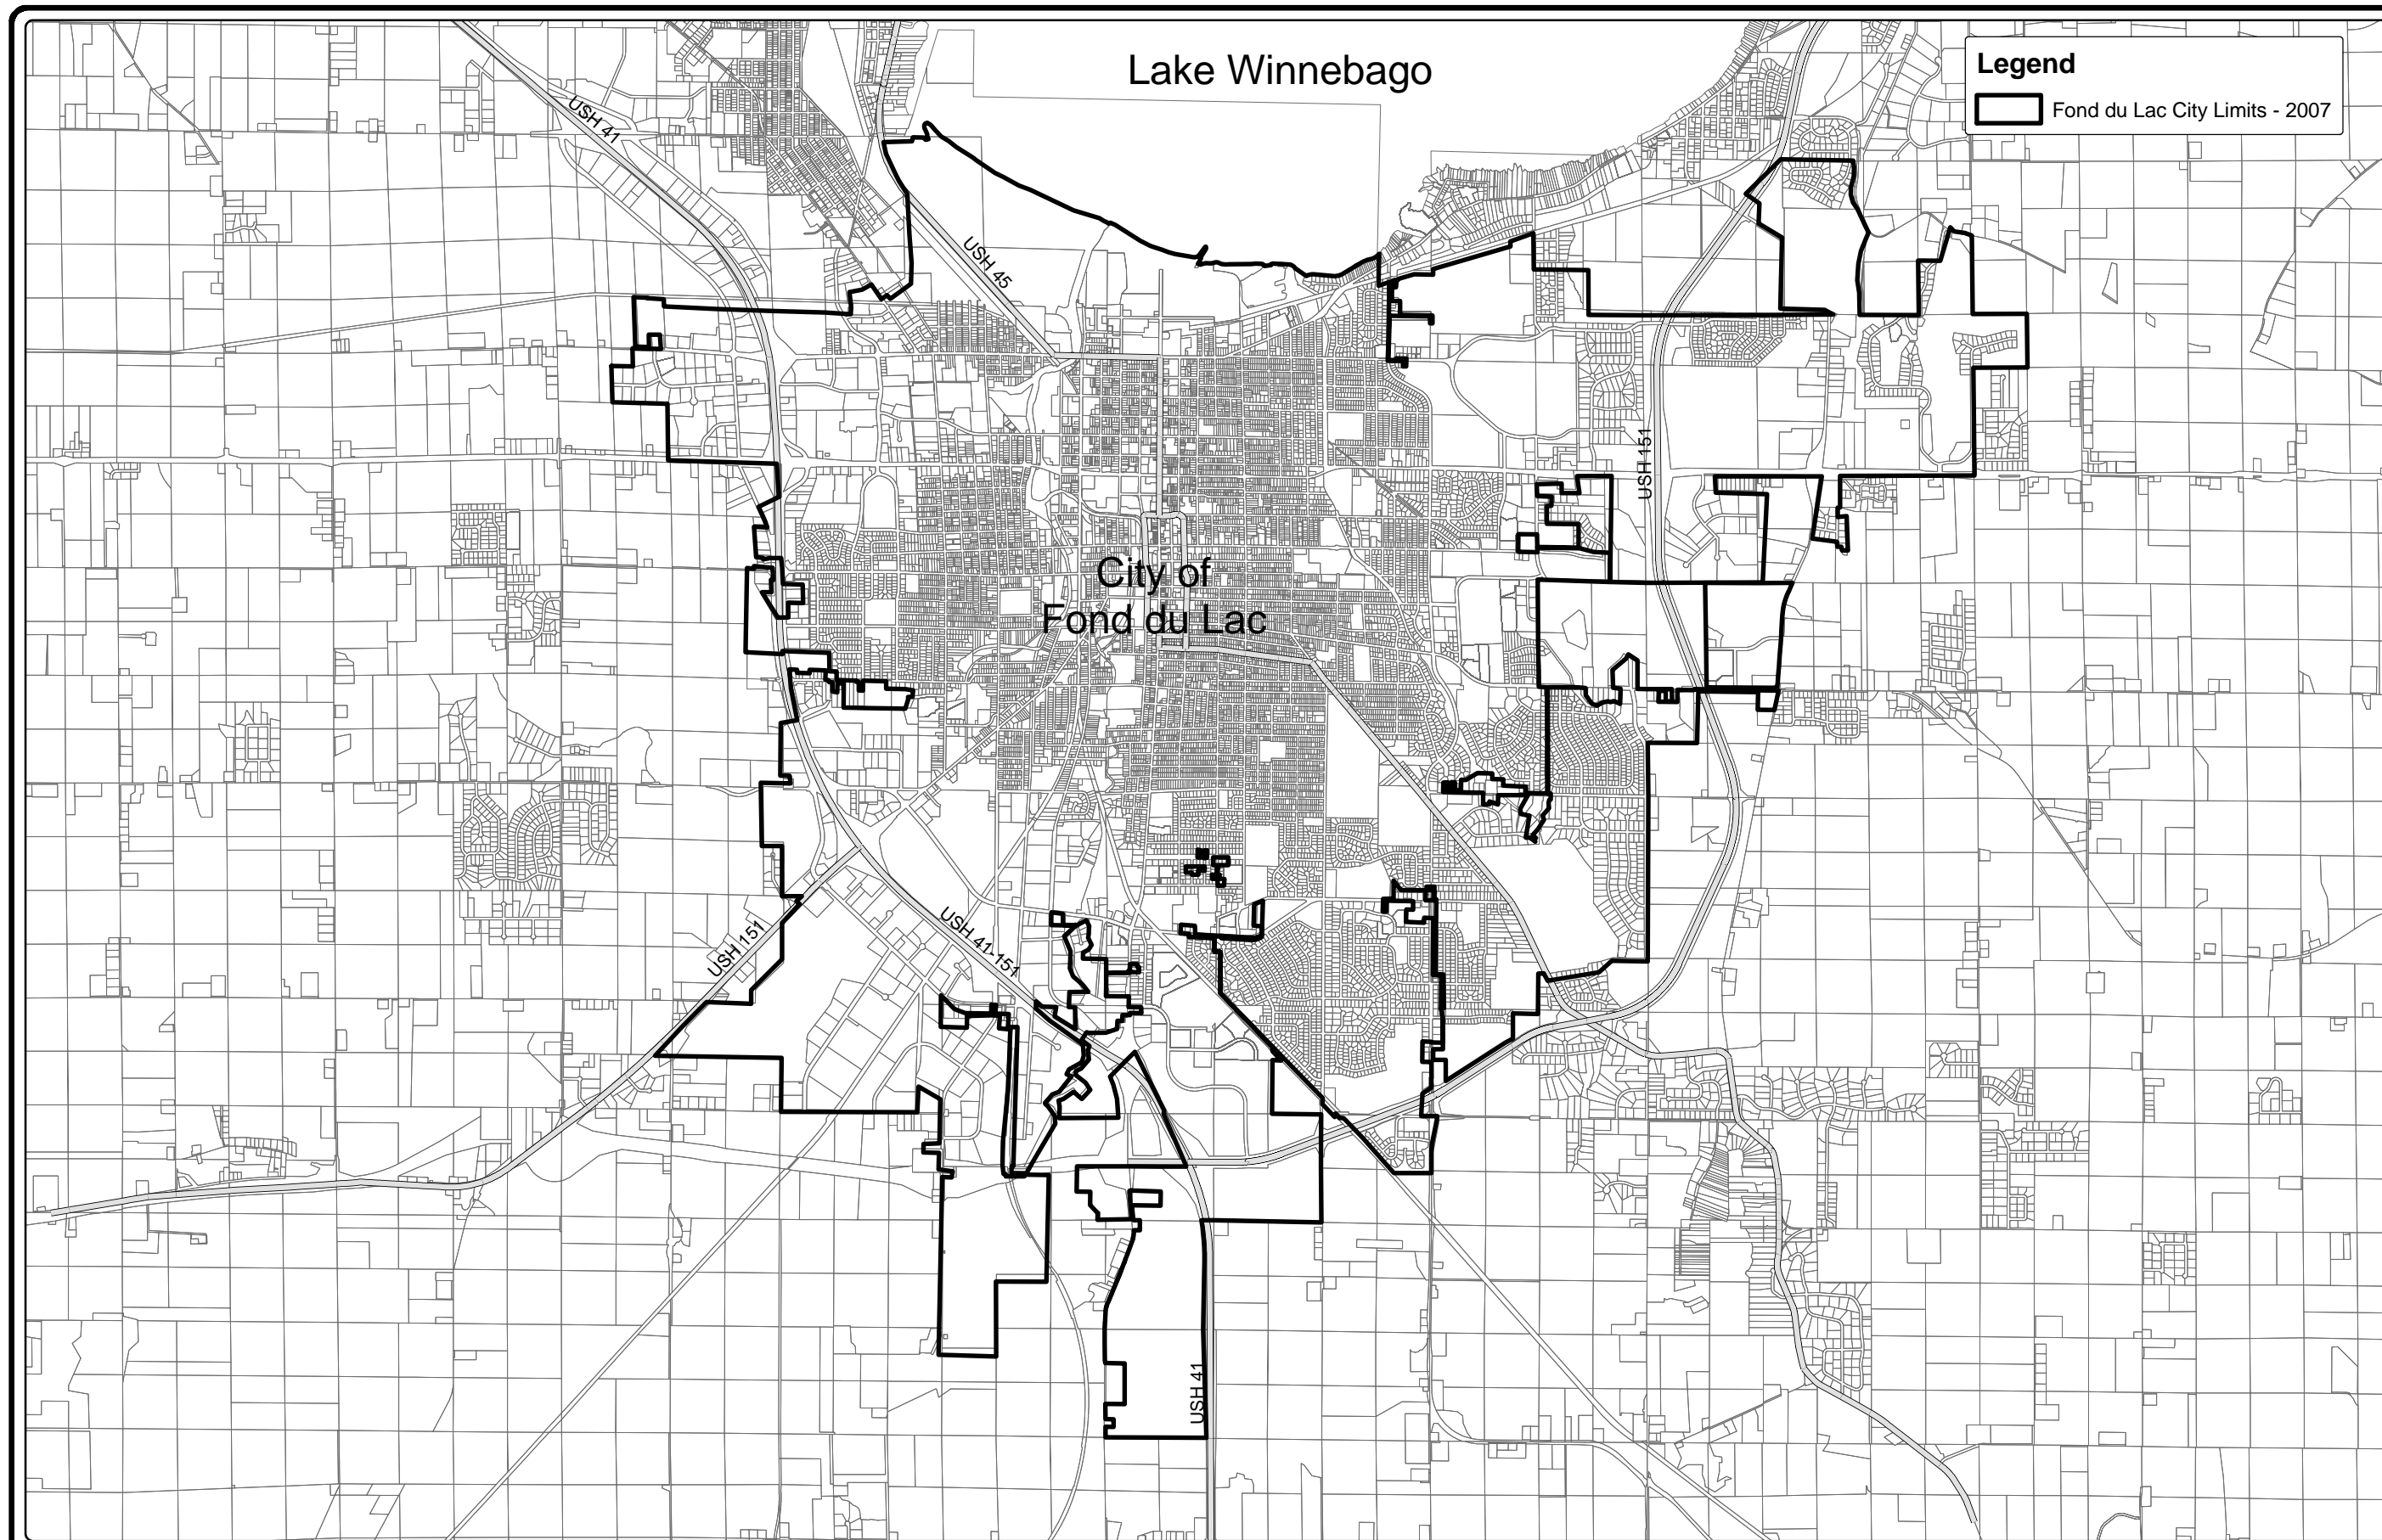 Lake Winnebago
Legend
Fond du Lac City Limits - 2007
USH 41
USH 45
USH 151
City of
Fond du Lac
USH 151
USH 41-151
USH 41